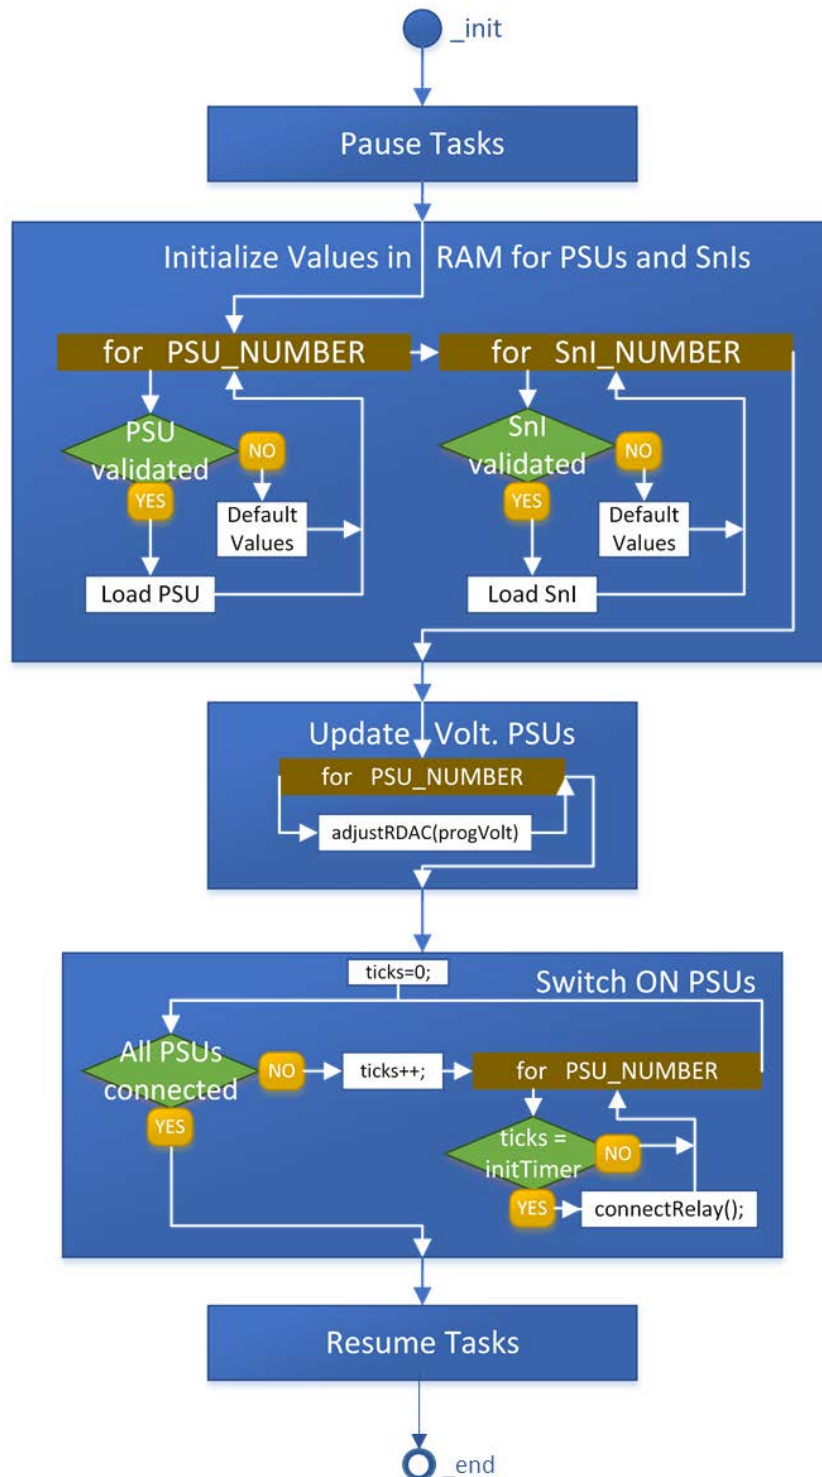 _init
Pause Tasks
Initialize Values in RAM for PSUs and SnIs
for PSU_NUMBER
for SnI_NUMBER
PSU
validated
NO
YES
Default
Values
Load PSU
SnI
validated
NO
YES
Default
Values
Load SnI
Update Volt. PSUs
for PSU_NUMBER
adjustRDAC(progVolt)
ticks=0;
Switch ON PSUs
All PSUs
connected
NO
YES
ticks++;
for PSU_NUMBER
ticks =
initTimer
NO
YES
connectRelay();
Resume Tasks
_end